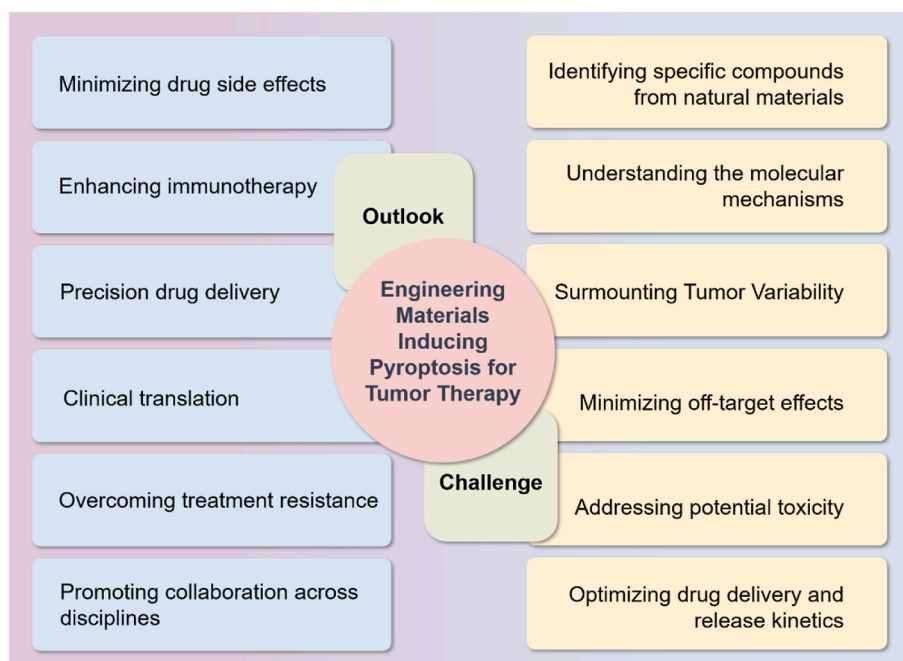 Minimizing drug side effects
Enhancing immunotherapy
Precision drug delivery
Clinical translation
Overcoming treatment resistance
Promoting collaboration across
disciplines
Outlook
Engineering
Materials
Inducing
Pyroptosis for
Tumor Therapy
Challenge
Identifying specific compounds
from natural materials
Understanding the molecular
mechanisms
Surmounting Tumor Variability
Minimizing off-target effects
Addressing potential toxicity
Optimizing drug delivery and
release kinetics